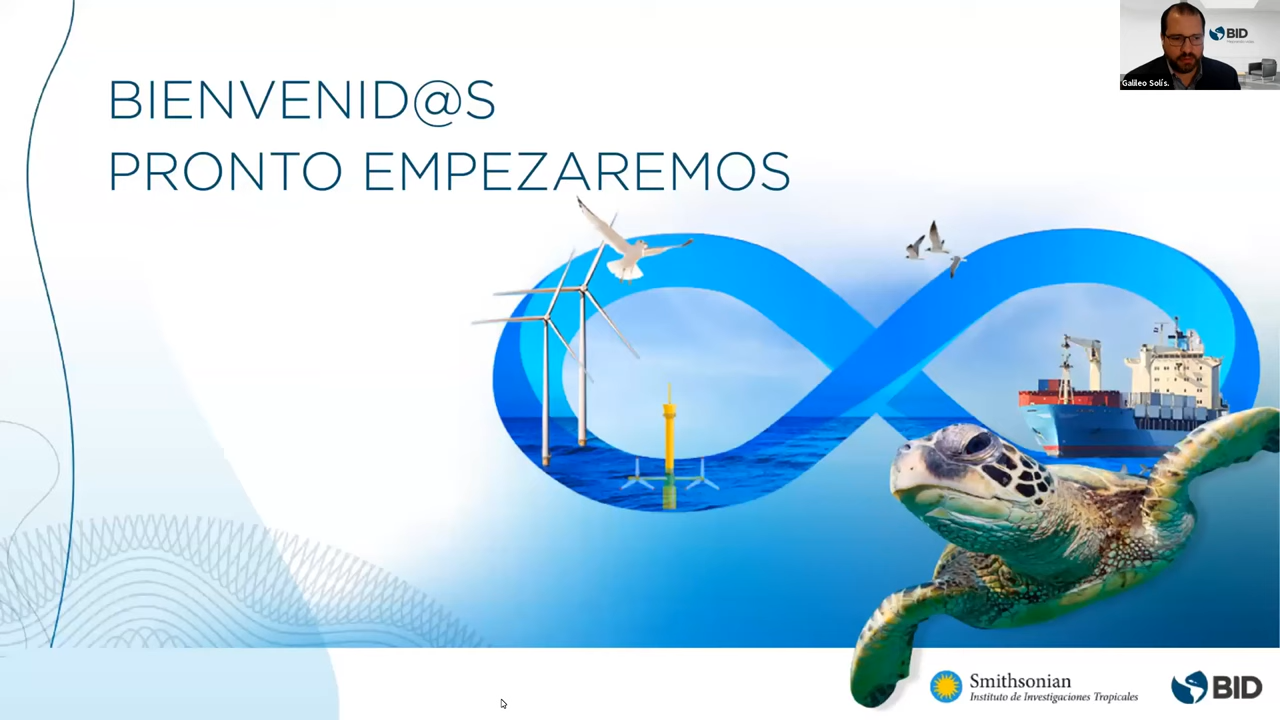 BIENVENID@S
PRONTO EMPEZAREMOS
BID
Galileo Solís.
Smithsonian
Instituto de Investigaciones Tropicales
BID